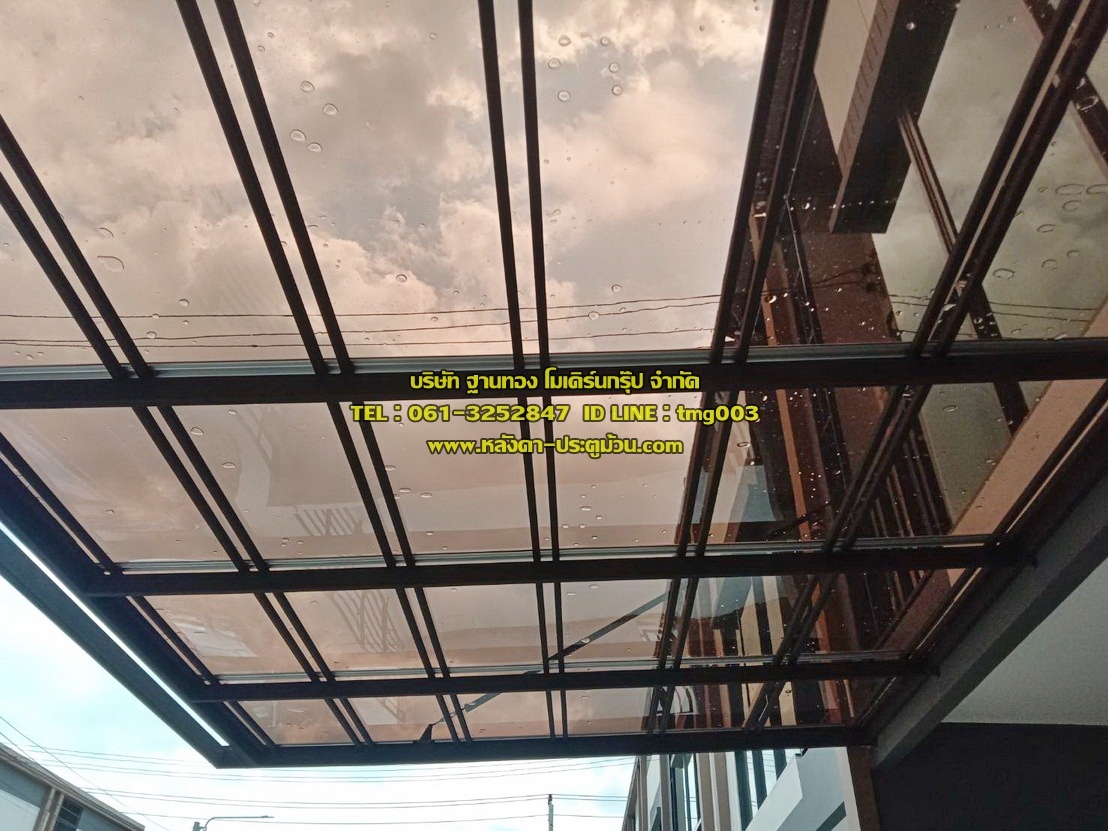 บริษัท ฐานทอง โมเดิร์นกรุ๊ป จำกัด
TEL : 061-3252847 ID LINE : tmg003,
www.หลังคา-ประตูม้วน.com